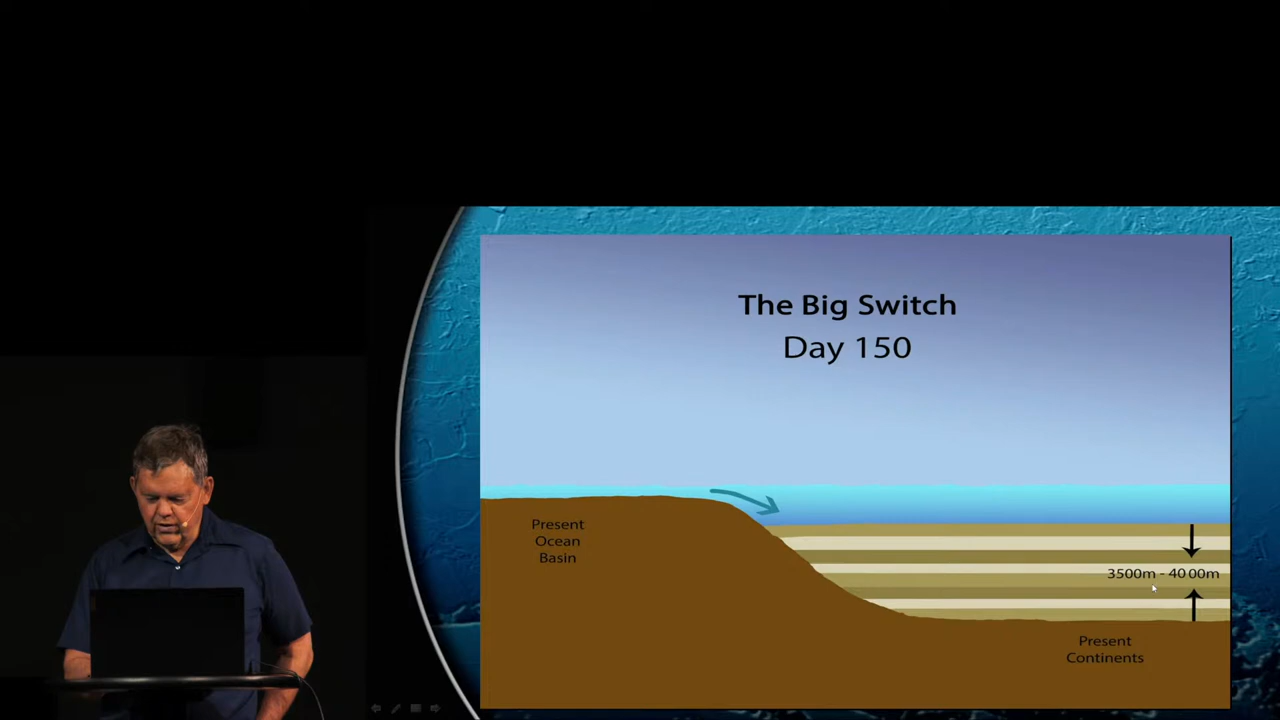 The Big Switch
Day 150
Present
Ocean
Basin
3500m - 4000m
Present
Continents